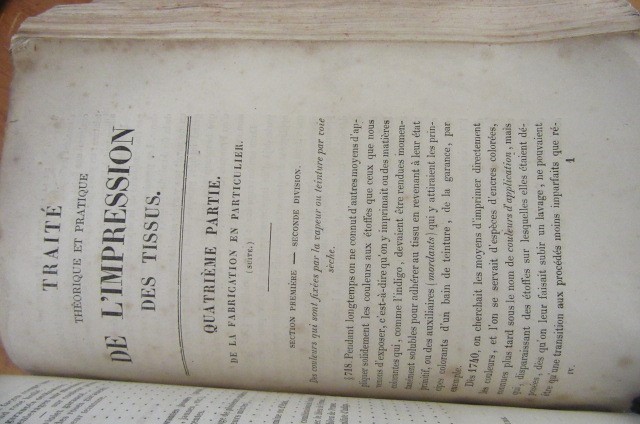 TRAITÉ
THÉORIQUE ET PRATIQUE
DE L'IMPRESSION
DES TISSUS.
QUATRIÈME PARTIE.
DE LA FABRICATION EN PARTICULIER.
(SUITE.)
SECTION PREMIÈRE — SECONDE DIVISION.
Des couleurs qui sont fixées par la vapeur ou teinture par voie
sèche.
§ 718. Pendant longtemps on ne connut d'autres moyens d'ap-
pliquer solidement les couleurs aux étoffes que ceux que nous
venons d'exposer, c'est-à-dire qu'on y imprimait ou des matières
colorantes qui, comme l'indigo, devaient être rendues momen-
tanément solubles pour adhérer au tissu en revenant à leur état
primitif, ou des auxiliaires (mordants) qui y attiraient les prin-
cipes colorants d'un bain de teinture, de la garance, par
exemple.
Dès 1740, on cherchait les moyens d'imprimer directement
les couleurs, et l'on se servait d'espèces d'encres colorées,
connues plus tard sous le nom de couleurs d'application, mais
qui, disparaissant des étoffes sur lesquelles elles étaient dé-
posées, dès qu'on leur faisait subir un lavage, ne pouvaient
être qu'une transition aux procédés moins imparfaits que ré-
IV. 1